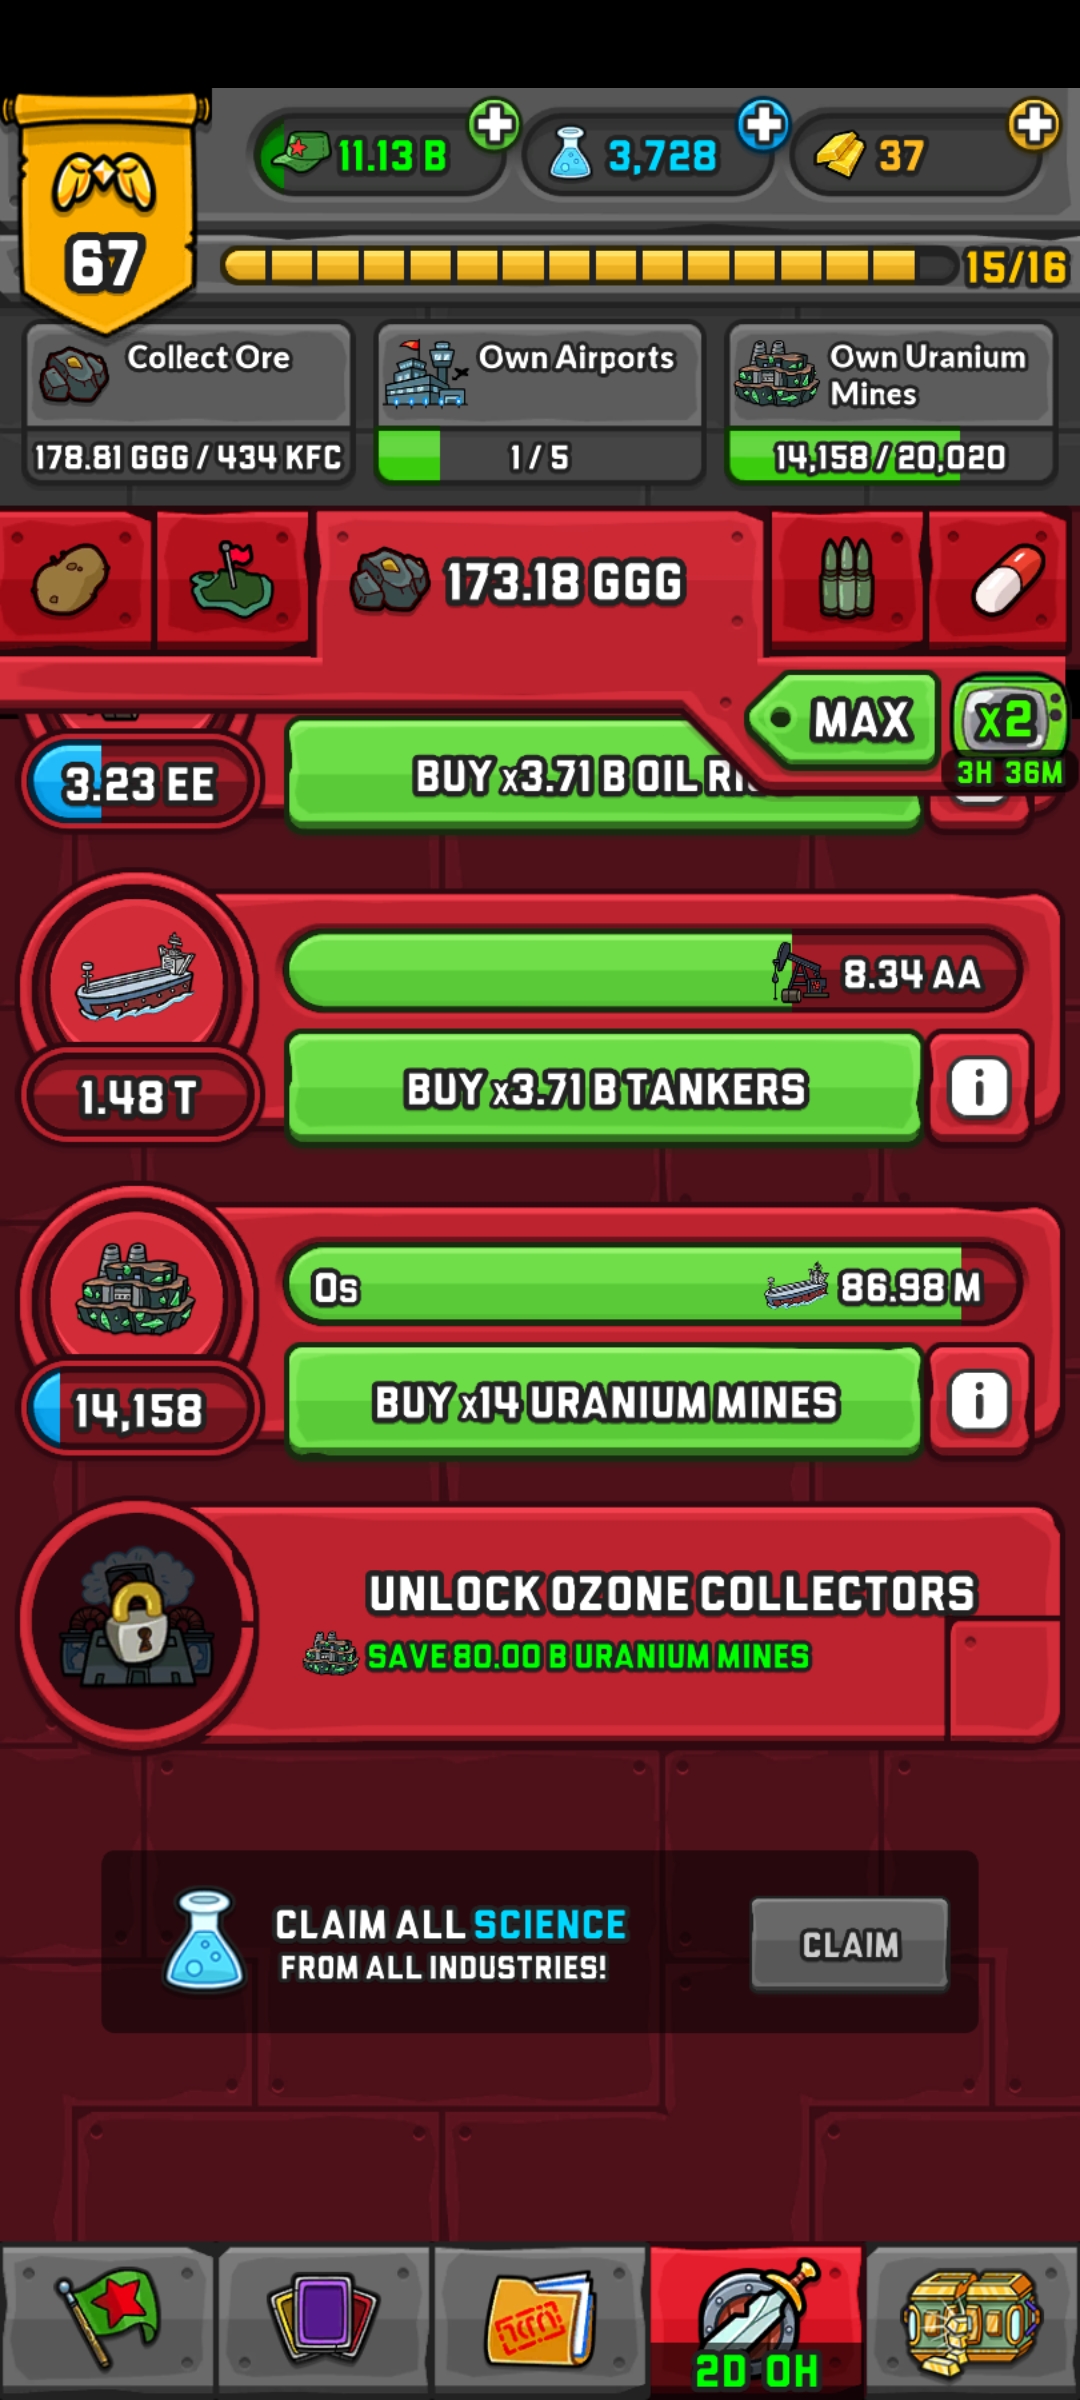 67
11.13 B
3,728
37
15/16
Collect Ore
178.81 GGG / 434 KFC
Own Airports
1 / 5
Own Uranium
Mines
14,158 / 20,020
173.18 GGG
MAX
x2
3H 36M
3.23 EE
BUY x3.71 B OIL
8.34 AA
1.48 T
BUY x3.71 B TANKERS
i
0s
86.98 M
14,158
BUY x14 URANIUM MINES
i
UNLOCK OZONE COLLECTORS
SAVE 80.00 B URANIUM MINES
CLAIM ALL SCIENCE
FROM ALL INDUSTRIES!
CLAIM
2D 0H